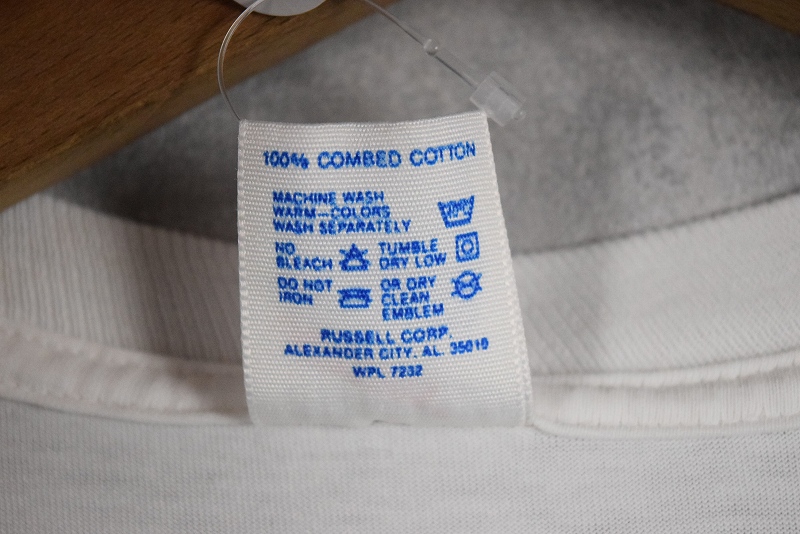 100% COMBED COTTON
MACHINE WASH
WARM-COLORS
WASH SEPARATELY
NO
BLEACH
TUMBLE
DRY LOW
DO NOT
IRON
OR DRY
CLEAN
EMBLEM
RUSSELL CORP.
ALEXANDER CITY, AL. 35010
WPL 7232